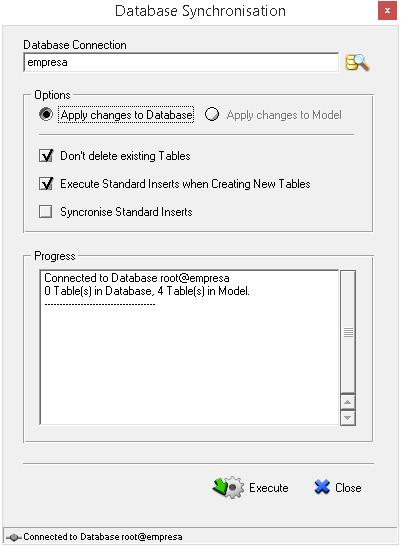 Database Synchronisation
x
Database Connection
empresa
Options
Apply changes to Database
Apply changes to Model
Don't delete existing Tables
Execute Standard Inserts when Creating New Tables
Syncronise Standard Inserts
Progress
Connected to Database root@empresa
0 Table(s) in Database, 4 Table(s) in Model.
-------------------------------------
Execute
Close
Connected to Database root@empresa